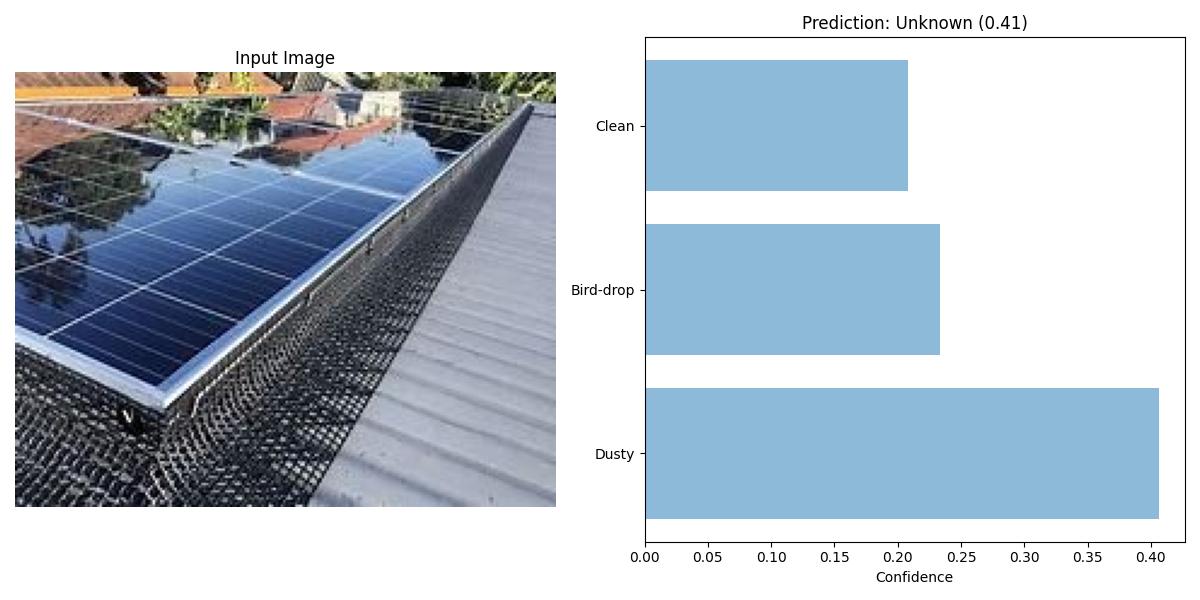 Input Image
Prediction: Unknown (0.41)
Clean
Bird-drop
Dusty
0.00 0.05 0.10 0.15 0.20 0.25 0.30 0.35 0.40
Confidence